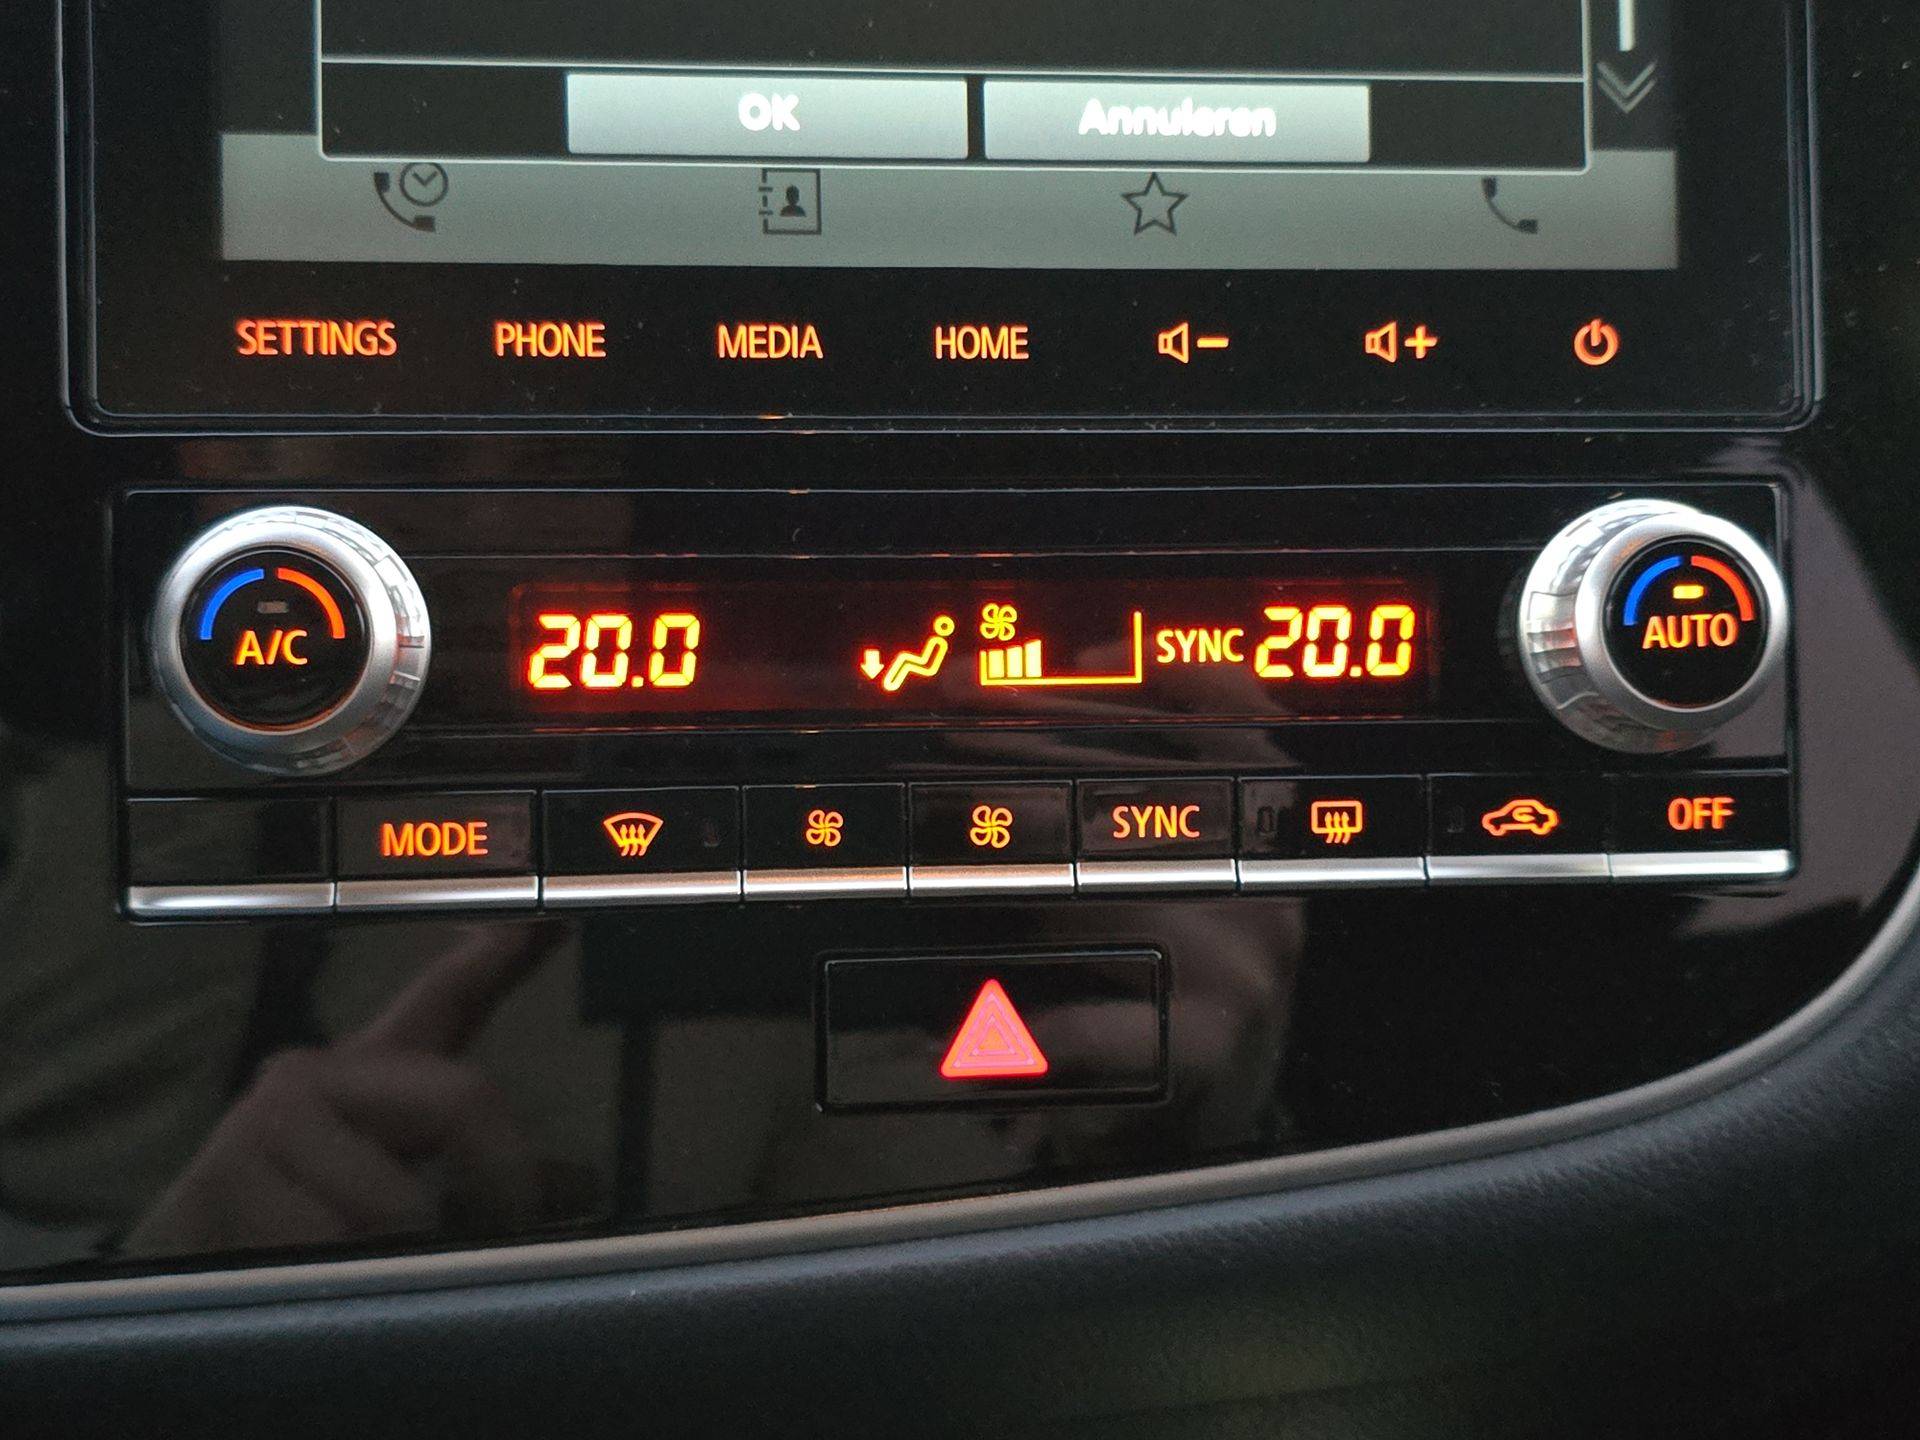 OK Annuleren
SETTINGS PHONE MEDIA HOME
A/C 20.0 SYNC 20.0 AUTO
MODE SYNC OFF